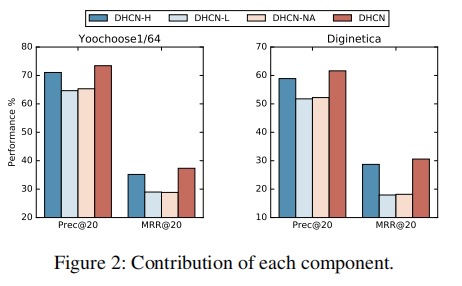 DHCN-H DHCN-L DHCN-NA DHCN
Yoochoose1/64
Performance %
80
70
60
50
40
30
20
Prec@20 MRR@20
Diginetica
70
60
50
40
30
20
10
Prec@20 MRR@20
Figure 2: Contribution of each component.